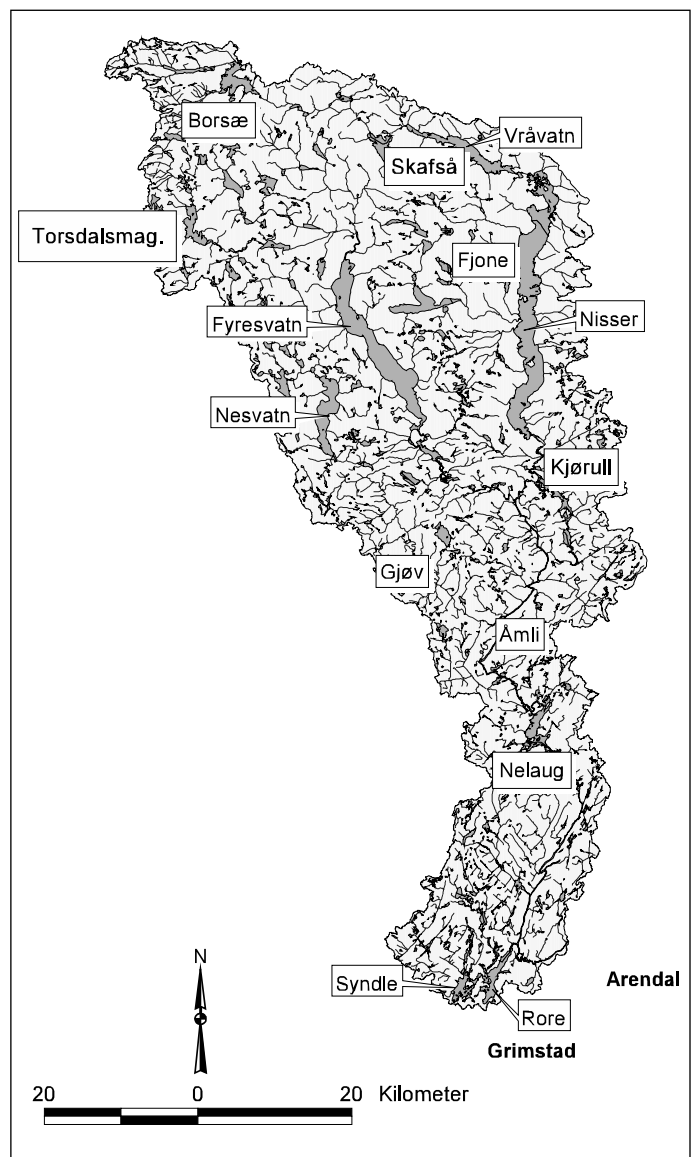 Borsæ
Vråvatn
Skafså
Torsdalsmag.
Fjone
Fyresvatn
Nisser
Nesvatn
Kjørull
Gjøv
Åmli
Nelaug
N
Syndle
Arendal
Rore
Grimstad
20 0 20 Kilometer